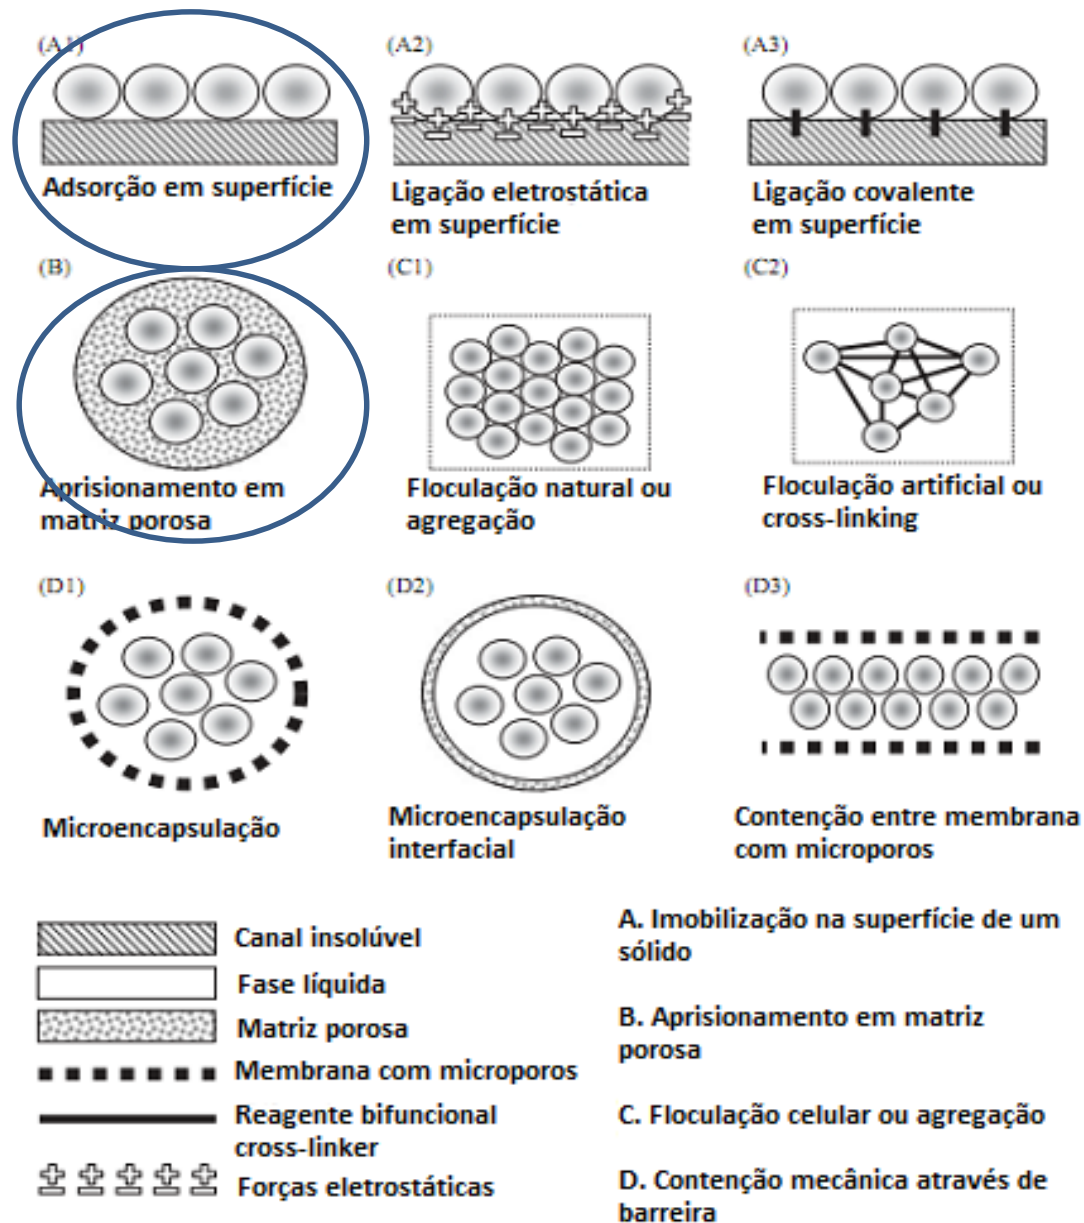 (A1)
(A2)
(A3)
Adsorção em superfície
Ligação eletrostática
em superfície
Ligação covalente
em superfície
(B)
(C1)
(C2)
Aprisionamento em
matriz porosa
Floculação natural ou
agregação
Floculação artificial ou
cross-linking
(D1)
(D2)
(D3)
Microencapsulação
Microencapsulação
interfacial
Contenção entre membrana
com microporos
Canal insolúvel
Fase líquida
Matriz porosa
Membrana com microporos
Reagente bifuncional
cross-linker
Forças eletrostáticas
A. Imobilização na superfície de um
sólido
B. Aprisionamento em matriz
porosa
C. Floculação celular ou agregação
D. Contenção mecânica através de
barreira